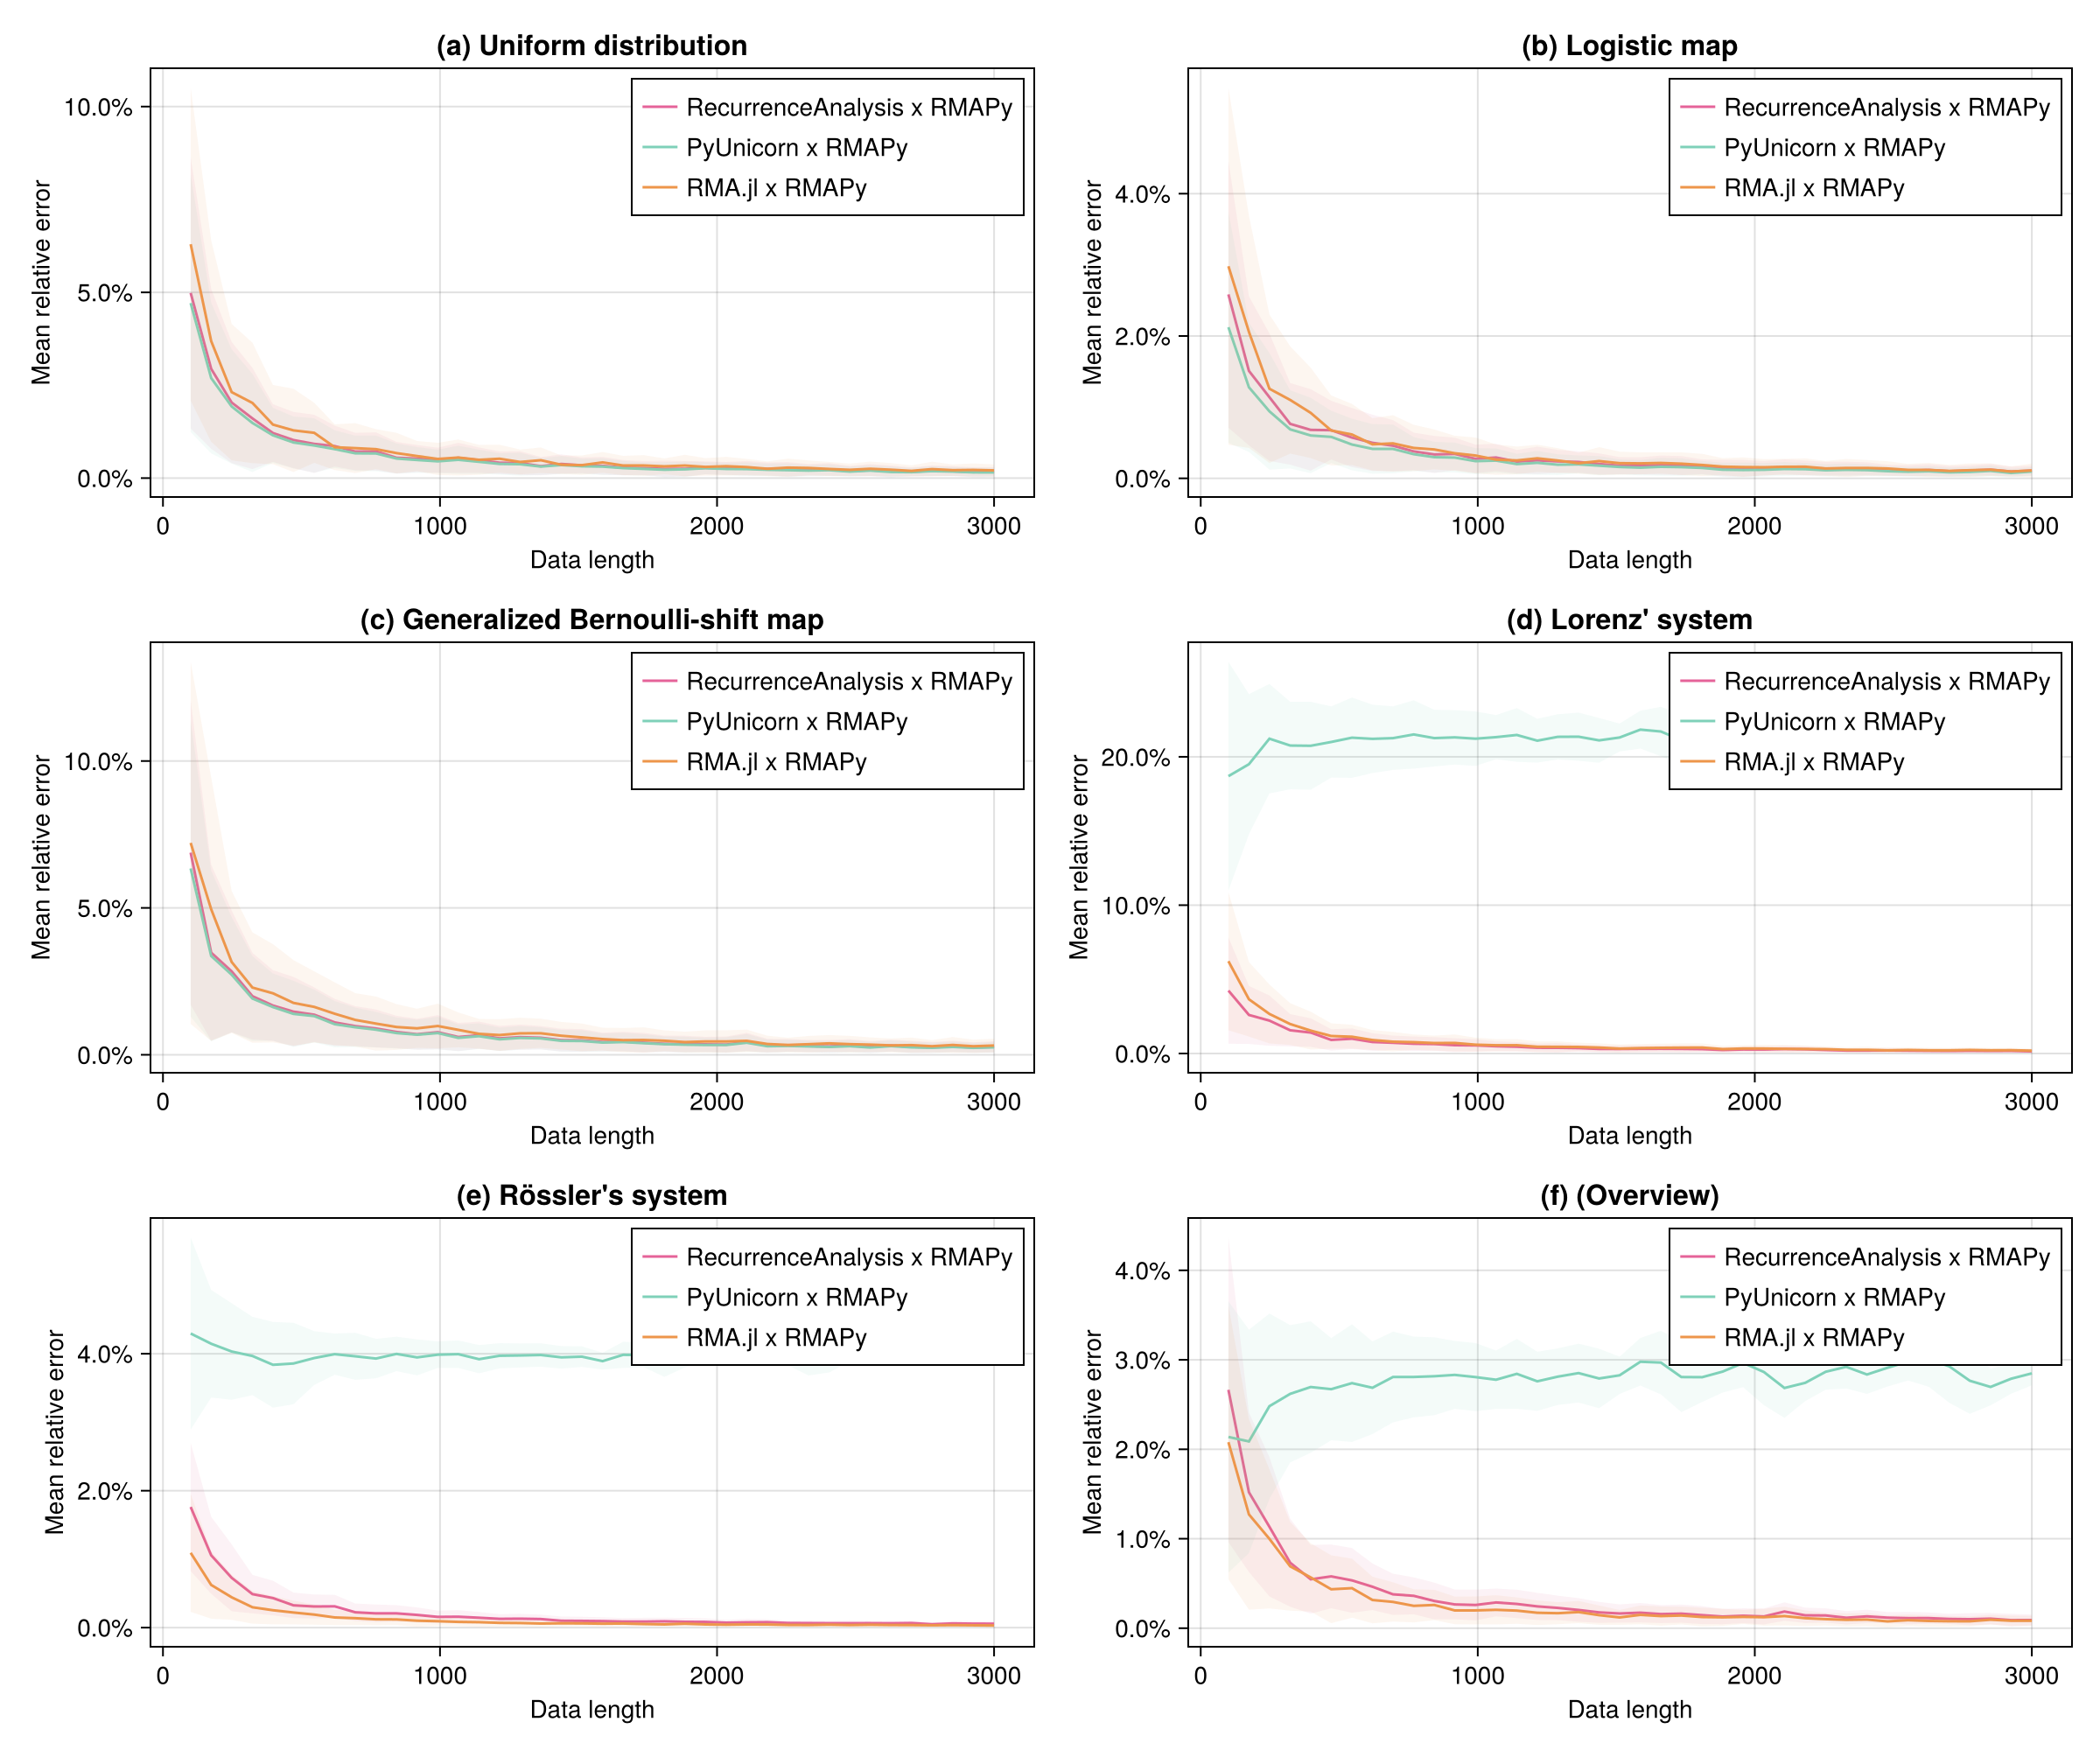 (a) Uniform distribution
10.0%
5.0%
0.0%
Mean relative error
RecurrenceAnalysis x RMAPy
PyUnicorn x RMAPy
RMA.jl x RMAPy
0 1000 2000 3000
Data length
(b) Logistic map
4.0%
2.0%
0.0%
Mean relative error
RecurrenceAnalysis x RMAPy
PyUnicorn x RMAPy
RMA.jl x RMAPy
0 1000 2000 3000
Data length
(c) Generalized Bernoulli-shift map
10.0%
5.0%
0.0%
Mean relative error
RecurrenceAnalysis x RMAPy
PyUnicorn x RMAPy
RMA.jl x RMAPy
0 1000 2000 3000
Data length
(d) Lorenz' system
20.0%
10.0%
0.0%
Mean relative error
RecurrenceAnalysis x RMAPy
PyUnicorn x RMAPy
RMA.jl x RMAPy
0 1000 2000 3000
Data length
(e) Rössler's system
4.0%
2.0%
0.0%
Mean relative error
RecurrenceAnalysis x RMAPy
PyUnicorn x RMAPy
RMA.jl x RMAPy
0 1000 2000 3000
Data length
(f) (Overview)
4.0%
3.0%
2.0%
1.0%
0.0%
Mean relative error
RecurrenceAnalysis x RMAPy
PyUnicorn x RMAPy
RMA.jl x RMAPy
0 1000 2000 3000
Data length